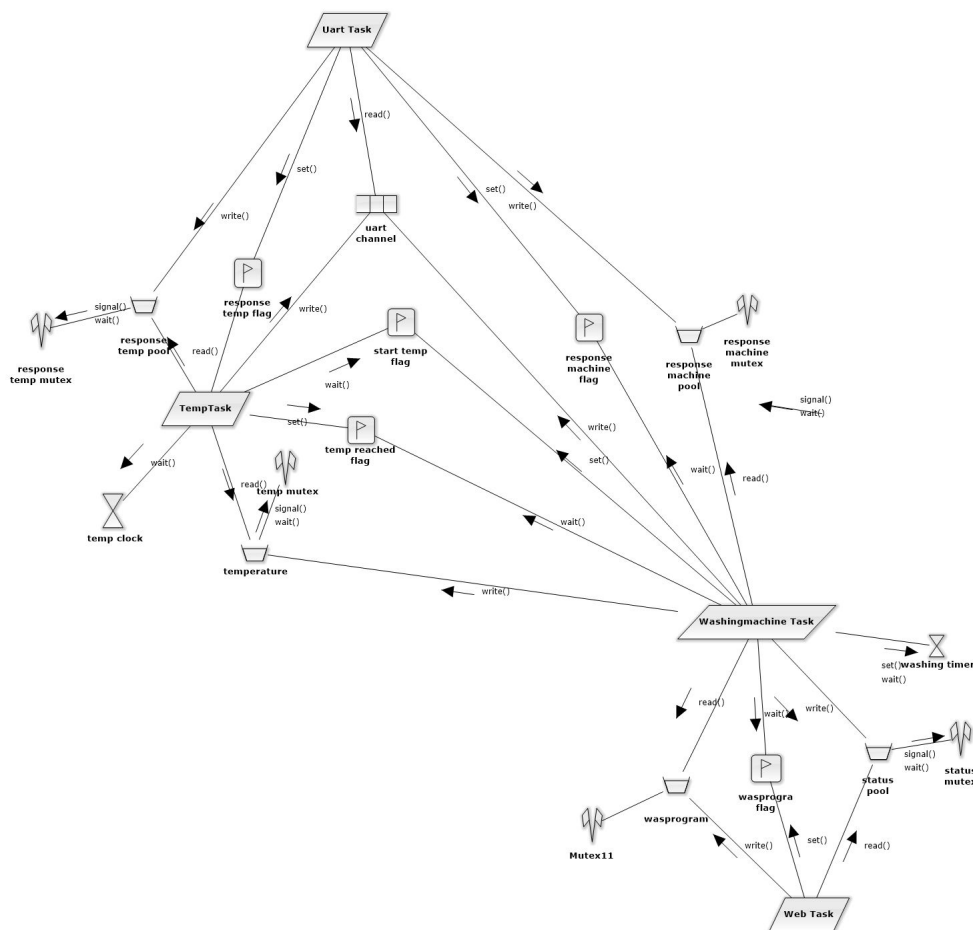 Uart Task
read()
set()
set()
write()
write()
uart
channel
response
temp flag
write()
signal()
wait()
response
temp pool
response
temp mutex
read()
start temp
flag
wait()
response
machine
flag
response
machine
pool
response
machine
mutex
signal()
wait()
TempTask
set()
temp reached
flag
write()
set()
wait()
read()
wait()
temp clock
read()
temp mutex
signal()
wait()
temperature
wait()
write()
Washingmachine Task
set()
wait()
washing timer
read()
wait()
write()
signal()
wait()
status
pool
status
mutex
wasprogra
flag
wasprogram
Mutex11
write()
set()
read()
Web Task